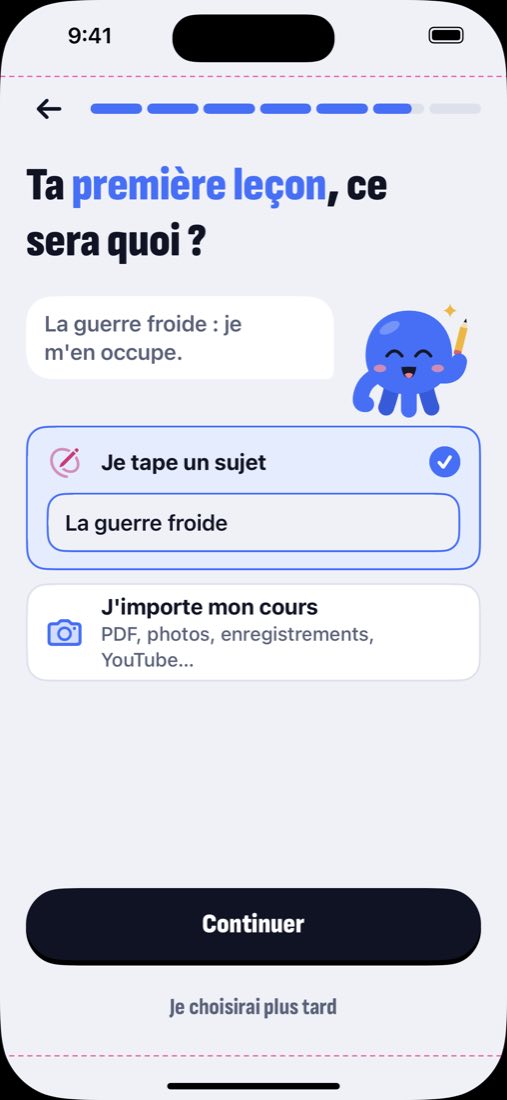 9:41
Ta première leçon, ce
sera quoi ?
La guerre froide : je
m'en occupe.
Je tape un sujet
La guerre froide
J'importe mon cours
PDF, photos, enregistrements,
YouTube...
Continuer
Je choisirai plus tard